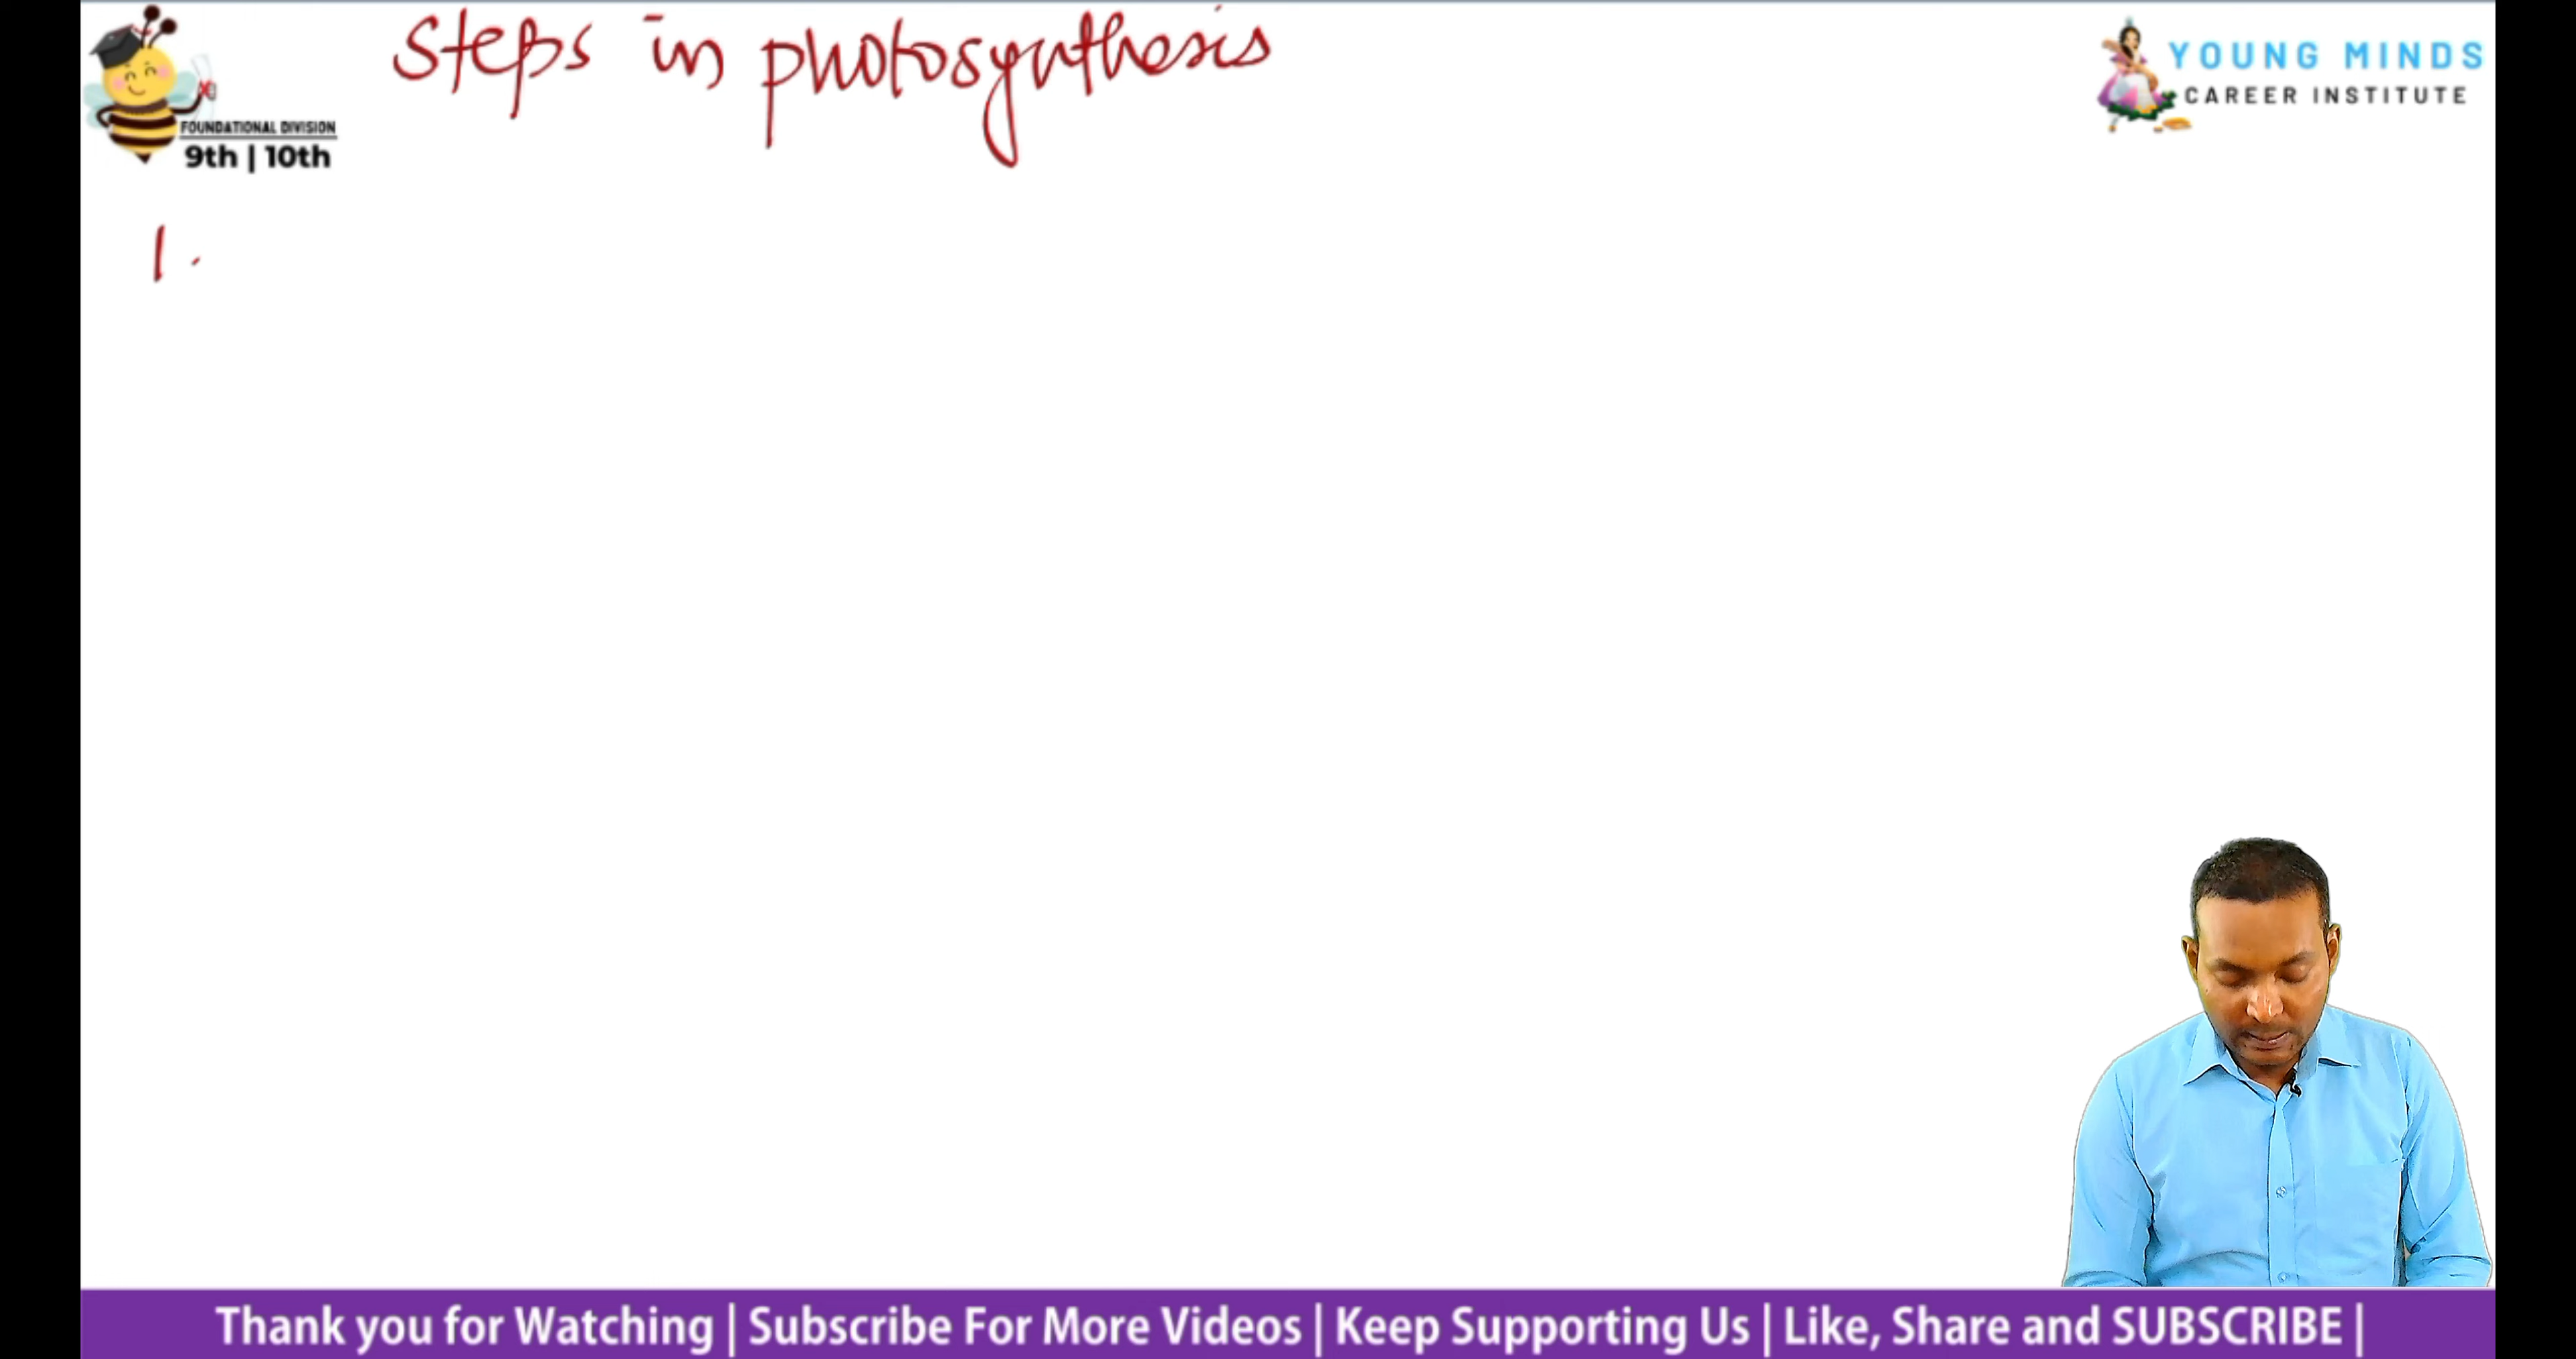 Steps in photosynthesis
YOUNG MINDS
CAREER INSTITUTE
FOUNDATIONAL DIVISION
9th | 10th
1.
Thank you for Watching | Subscribe For More Videos | Keep Supporting Us | Like, Share and SUBSCRIBE |